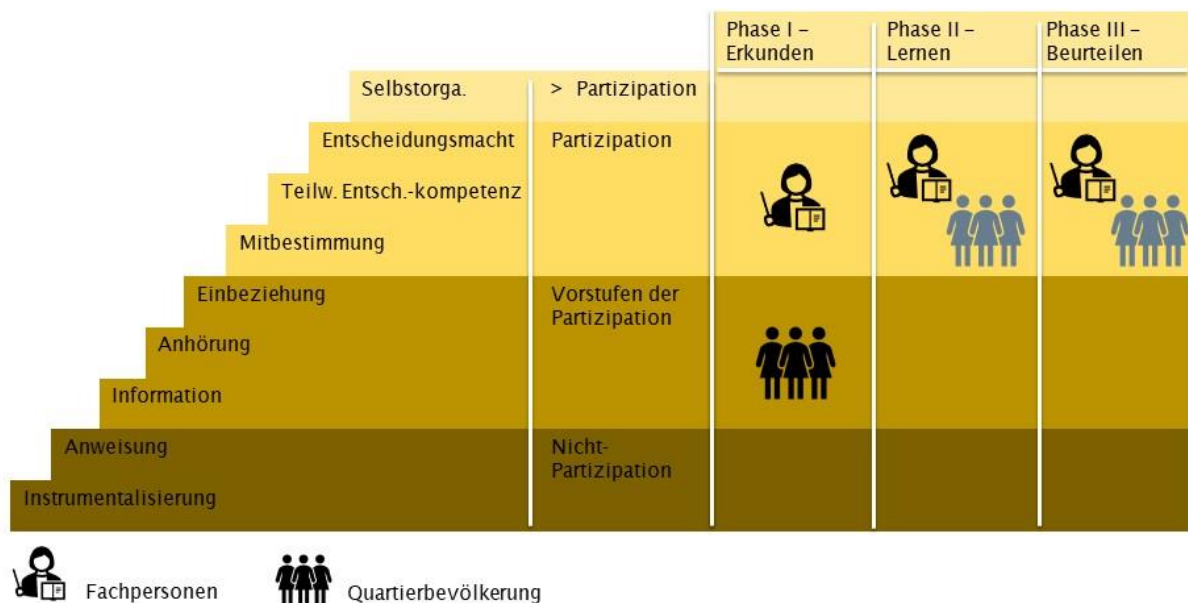 Phase I –
Erkunden
Phase II –
Lernen
Phase III –
Beurteilen
Selbstorga.
> Partizipation
Entscheidungsmacht
Partizipation
Teilw. Entsch.-kompetenz
Mitbestimmung
Einbeziehung
Vorstufen der
Partizipation
Anhörung
Information
Anweisung
Nicht-
Partizipation
Instrumentalisierung
Fachpersonen
Quartierbevölkerung